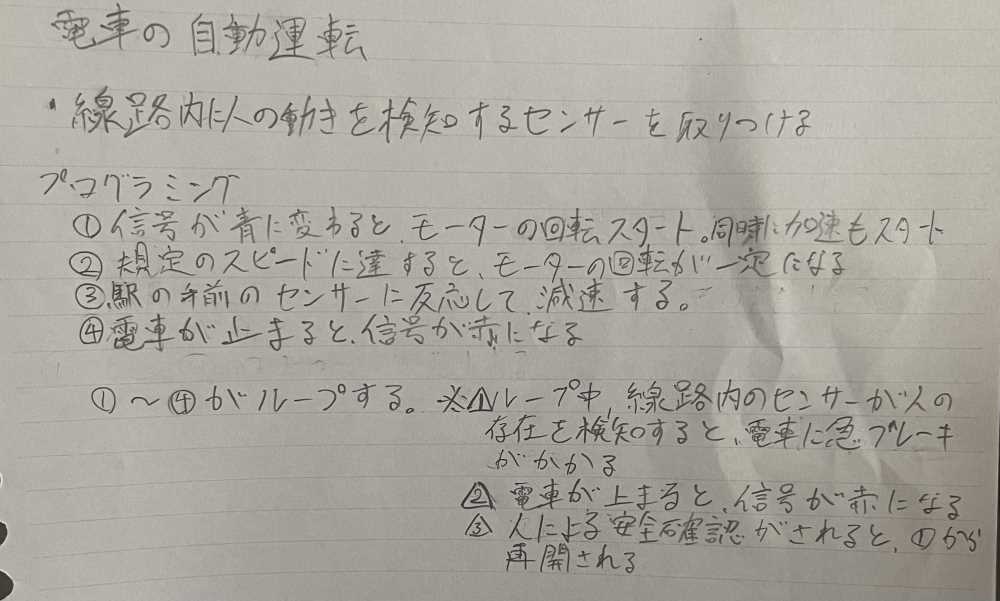 電車の自動運転
・線路内に人の動きを検知するセンサーを取りつける
プログラミング
①信号が青に変わると、モーターの回転スタート。同時に加速もスタート
②規定のスピードに達すると、モーターの回転が一定になる
③駅の手前のセンサーに反応して、減速する。
④電車が止まると、信号が赤になる
①〜④がループする。※△1ループ中、線路内のセンサーが人の
存在を検知すると、電車に急ブレーキ
がかかる
△2 電車が止まると、信号が赤になる
△3 人による安全確認がされると、①から
再開される